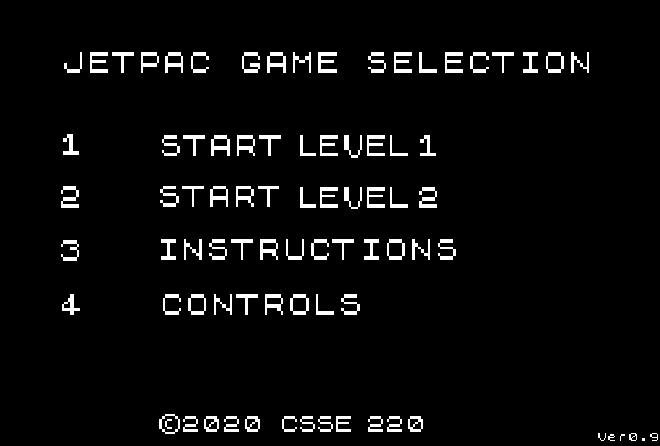 JETPAC GAME SELECTION
1 START LEVEL 1
2 START LEVEL 2
3 INSTRUCTIONS
4 CONTROLS
©2020 CSSE 220
Ver0.9